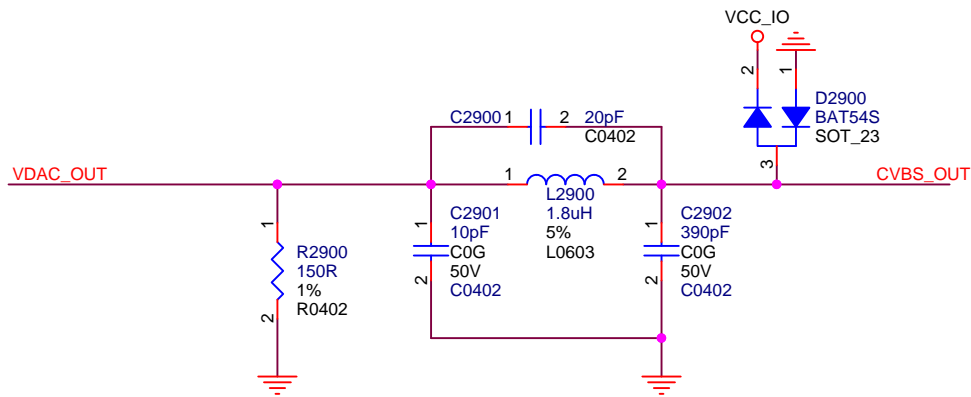 VCC_IO
2
1
D2900
BAT54S
SOT_23
3
C2900 1 2 20pF
C0402
VDAC_OUT
1 2
CVBS_OUT
L2900
1.8uH
5%
L0603
1
C2901
10pF
C0G
50V
C0402
2
1
C2902
390pF
C0G
50V
C0402
2
1
R2900
150R
1%
R0402
2